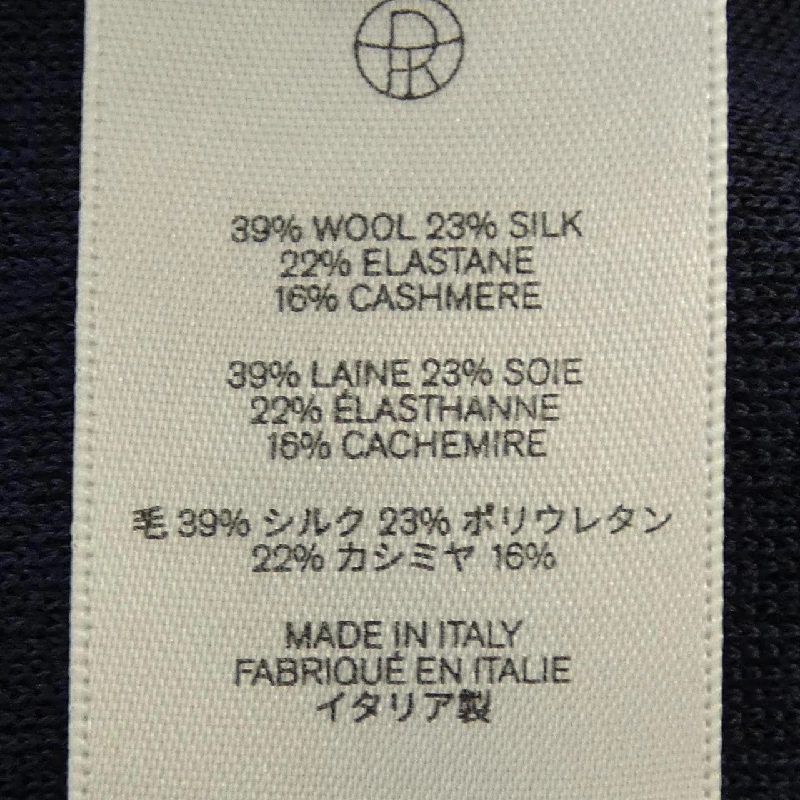 39% WOOL 23% SILK
22% ELASTANE
16% CASHMERE
39% LAINE 23% SOIE
22% ÉLASTHANNE
16% CACHEMIRE
毛 39% シルク 23% ポリウレタン
22% カシミヤ 16%
MADE IN ITALY
FABRIQUÉ EN ITALIE
イタリア製